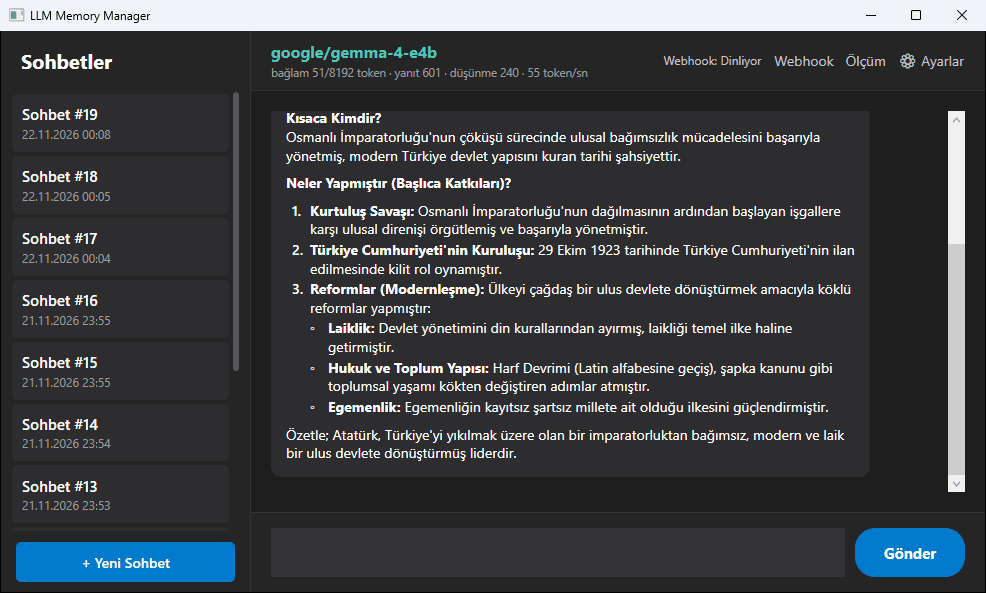 LLM Memory Manager
Sohbetler
Sohbet #19
22.11.2026 00:08
Sohbet #18
22.11.2026 00:05
Sohbet #17
22.11.2026 00:04
Sohbet #16
21.11.2026 23:55
Sohbet #15
21.11.2026 23:55
Sohbet #14
21.11.2026 23:54
Sohbet #13
21.11.2026 23:53
+ Yeni Sohbet
google/gemma-4-e4b
bağlam 51/8192 token · yanıt 601 · düşünme 240 · 55 token/sn
Webhook: Dinliyor Webhook Ölçüm Ayarlar
Kısaca Kimdir?
Osmanlı İmparatorluğu'nun çöküşü sürecinde ulusal bağımsızlık mücadelesini başarıyla
yönetmiş, modern Türkiye devlet yapısını kuran tarihi şahsiyettir.
Neler Yapmıştır (Başlıca Katkıları)?
1. Kurtuluş Savaşı: Osmanlı İmparatorluğu'nun dağılmasının ardından başlayan işgallere
karşı ulusal direnişi örgütlemiş ve başarıyla yönetmiştir.
2. Türkiye Cumhuriyeti'nin Kuruluşu: 29 Ekim 1923 tarihinde Türkiye Cumhuriyeti'nin ilan
edilmesinde kilit rol oynamıştır.
3. Reformlar (Modernleşme): Ülkeyi çağdaş bir ulus devlete dönüştürmek amacıyla köklü
reformlar yapmıştır:
◦ Laiklik: Devlet yönetimini din kurallarından ayırmış, laikliği temel ilke haline
getirmiştir.
◦ Hukuk ve Toplum Yapısı: Harf Devrimi (Latin alfabesine geçiş), şapka kanunu gibi
toplumsal yaşamı kökten değiştiren adımlar atmıştır.
◦ Egemenlik: Egemenliğin kayıtsız şartsız millete ait olduğu ilkesini güçlendirmiştir.
Özetle; Atatürk, Türkiye'yi yıkılmak üzere olan bir imparatorluktan bağımsız, modern ve laik
bir ulus devlete dönüştürmüş liderdir.
Gönder